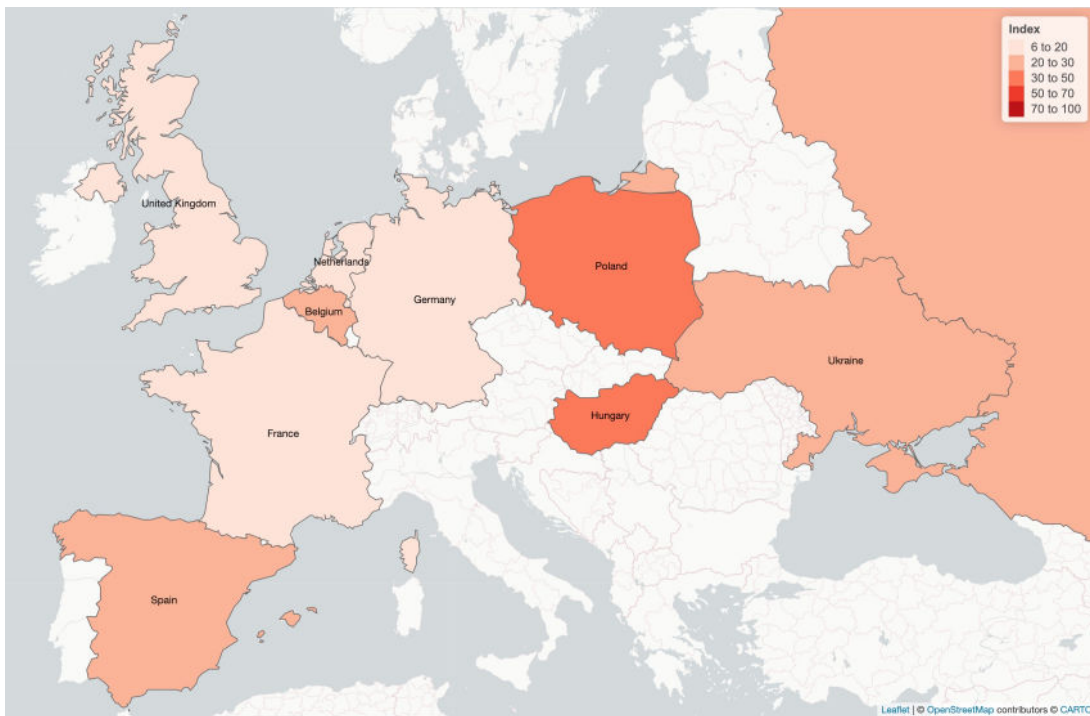 Index
6 to 20
20 to 30
30 to 50
50 to 70
70 to 100
United Kingdom
Netherlands
Poland
Germany
Belgium
Ukraine
Hungary
France
Spain
Leaflet | © OpenStreetMap contributors © CARTO